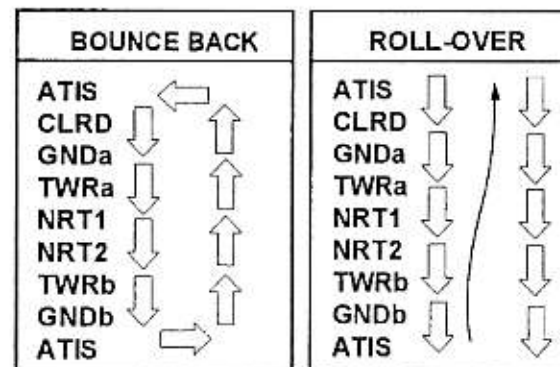 BOUNCE BACK
ATIS
CLRD
GNDa
TWRa
NRT1
NRT2
TWRb
GNDb
ATIS
ROLL-OVER
ATIS
CLRD
GNDa
TWRa
NRT1
NRT2
TWRb
GNDb
ATIS